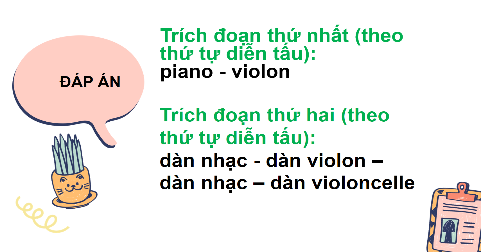 ĐÁP ÁN
Trích đoạn thứ nhất (theo
thứ tự diễn tấu):
piano - violon
Trích đoạn thứ hai (theo
thứ tự diễn tấu):
dàn nhạc - dàn violon –
dàn nhạc – dàn violoncelle